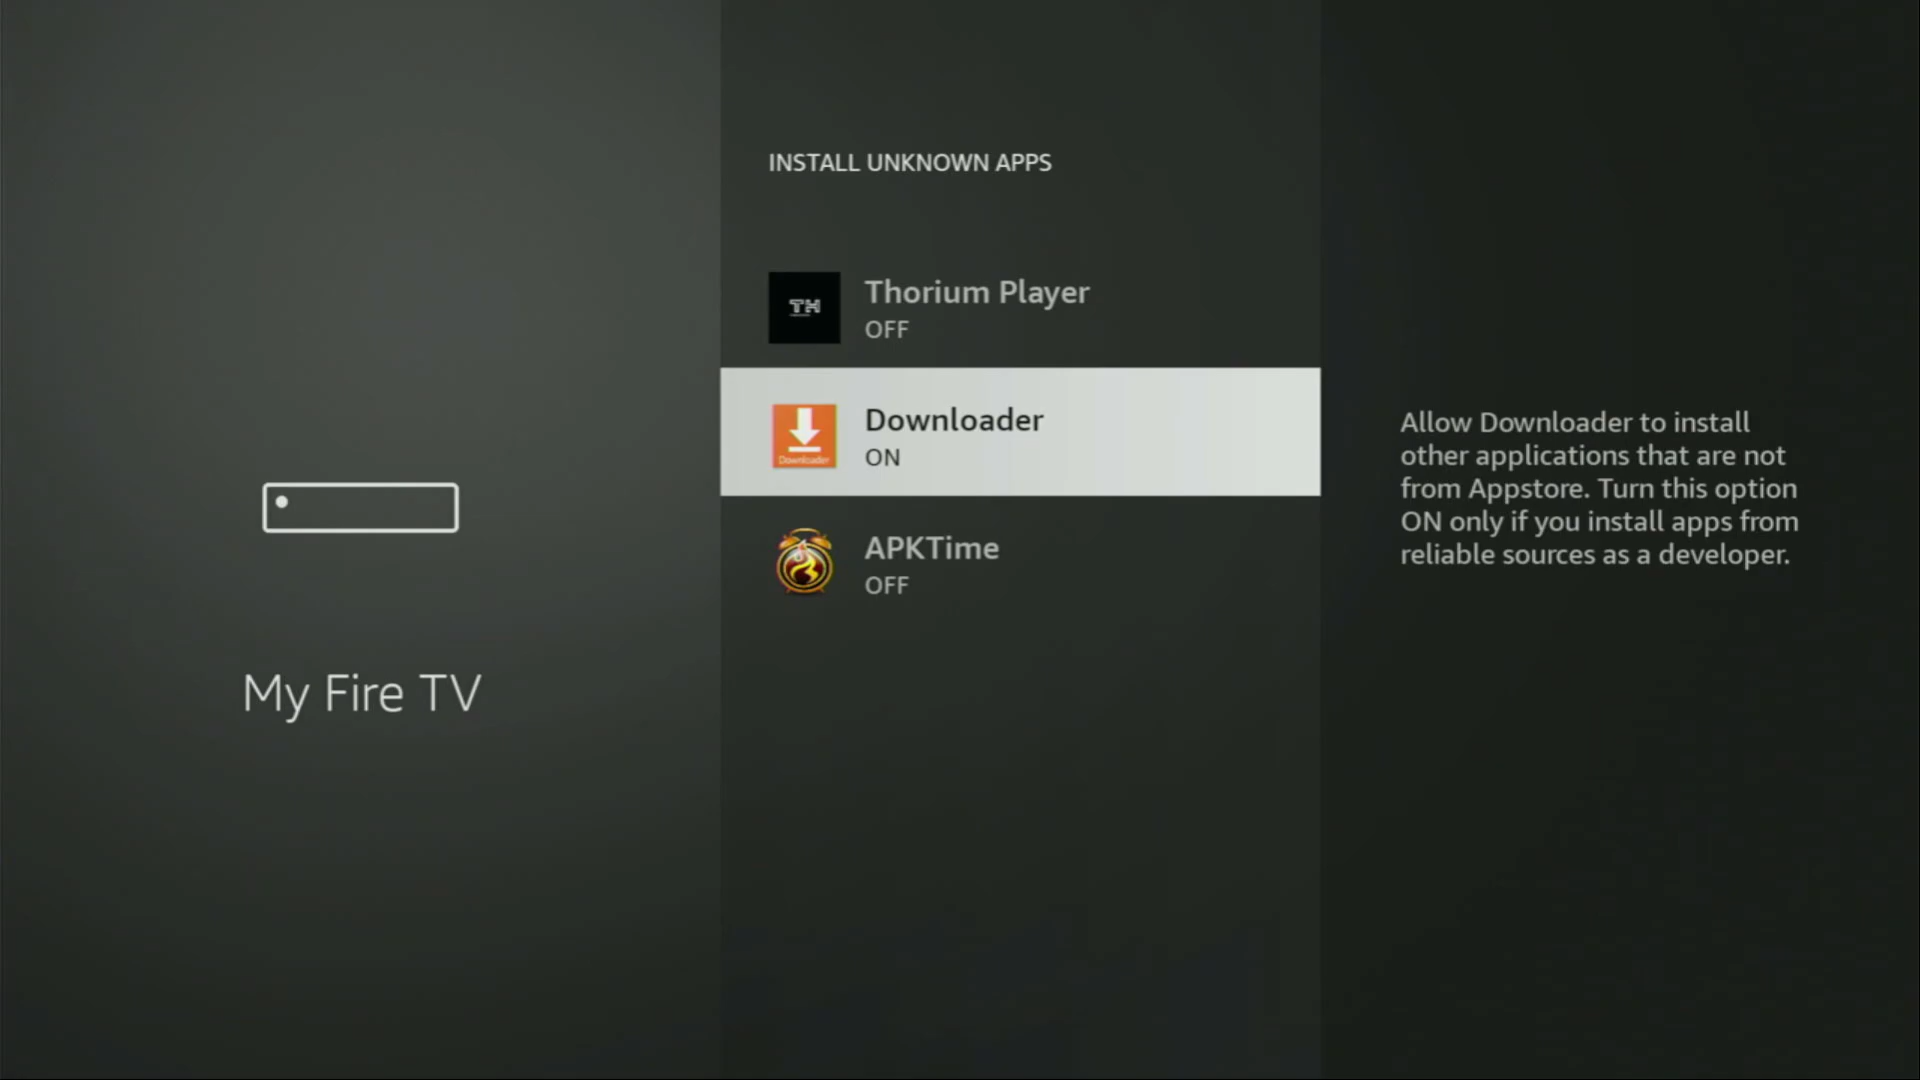 INSTALL UNKNOWN APPS
TH
Thorium Player
OFF
Downloader
Downloader
ON
APKTime
OFF
My Fire TV
Allow Downloader to install
other applications that are not
from Appstore. Turn this option
ON only if you install apps from
reliable sources as a developer.